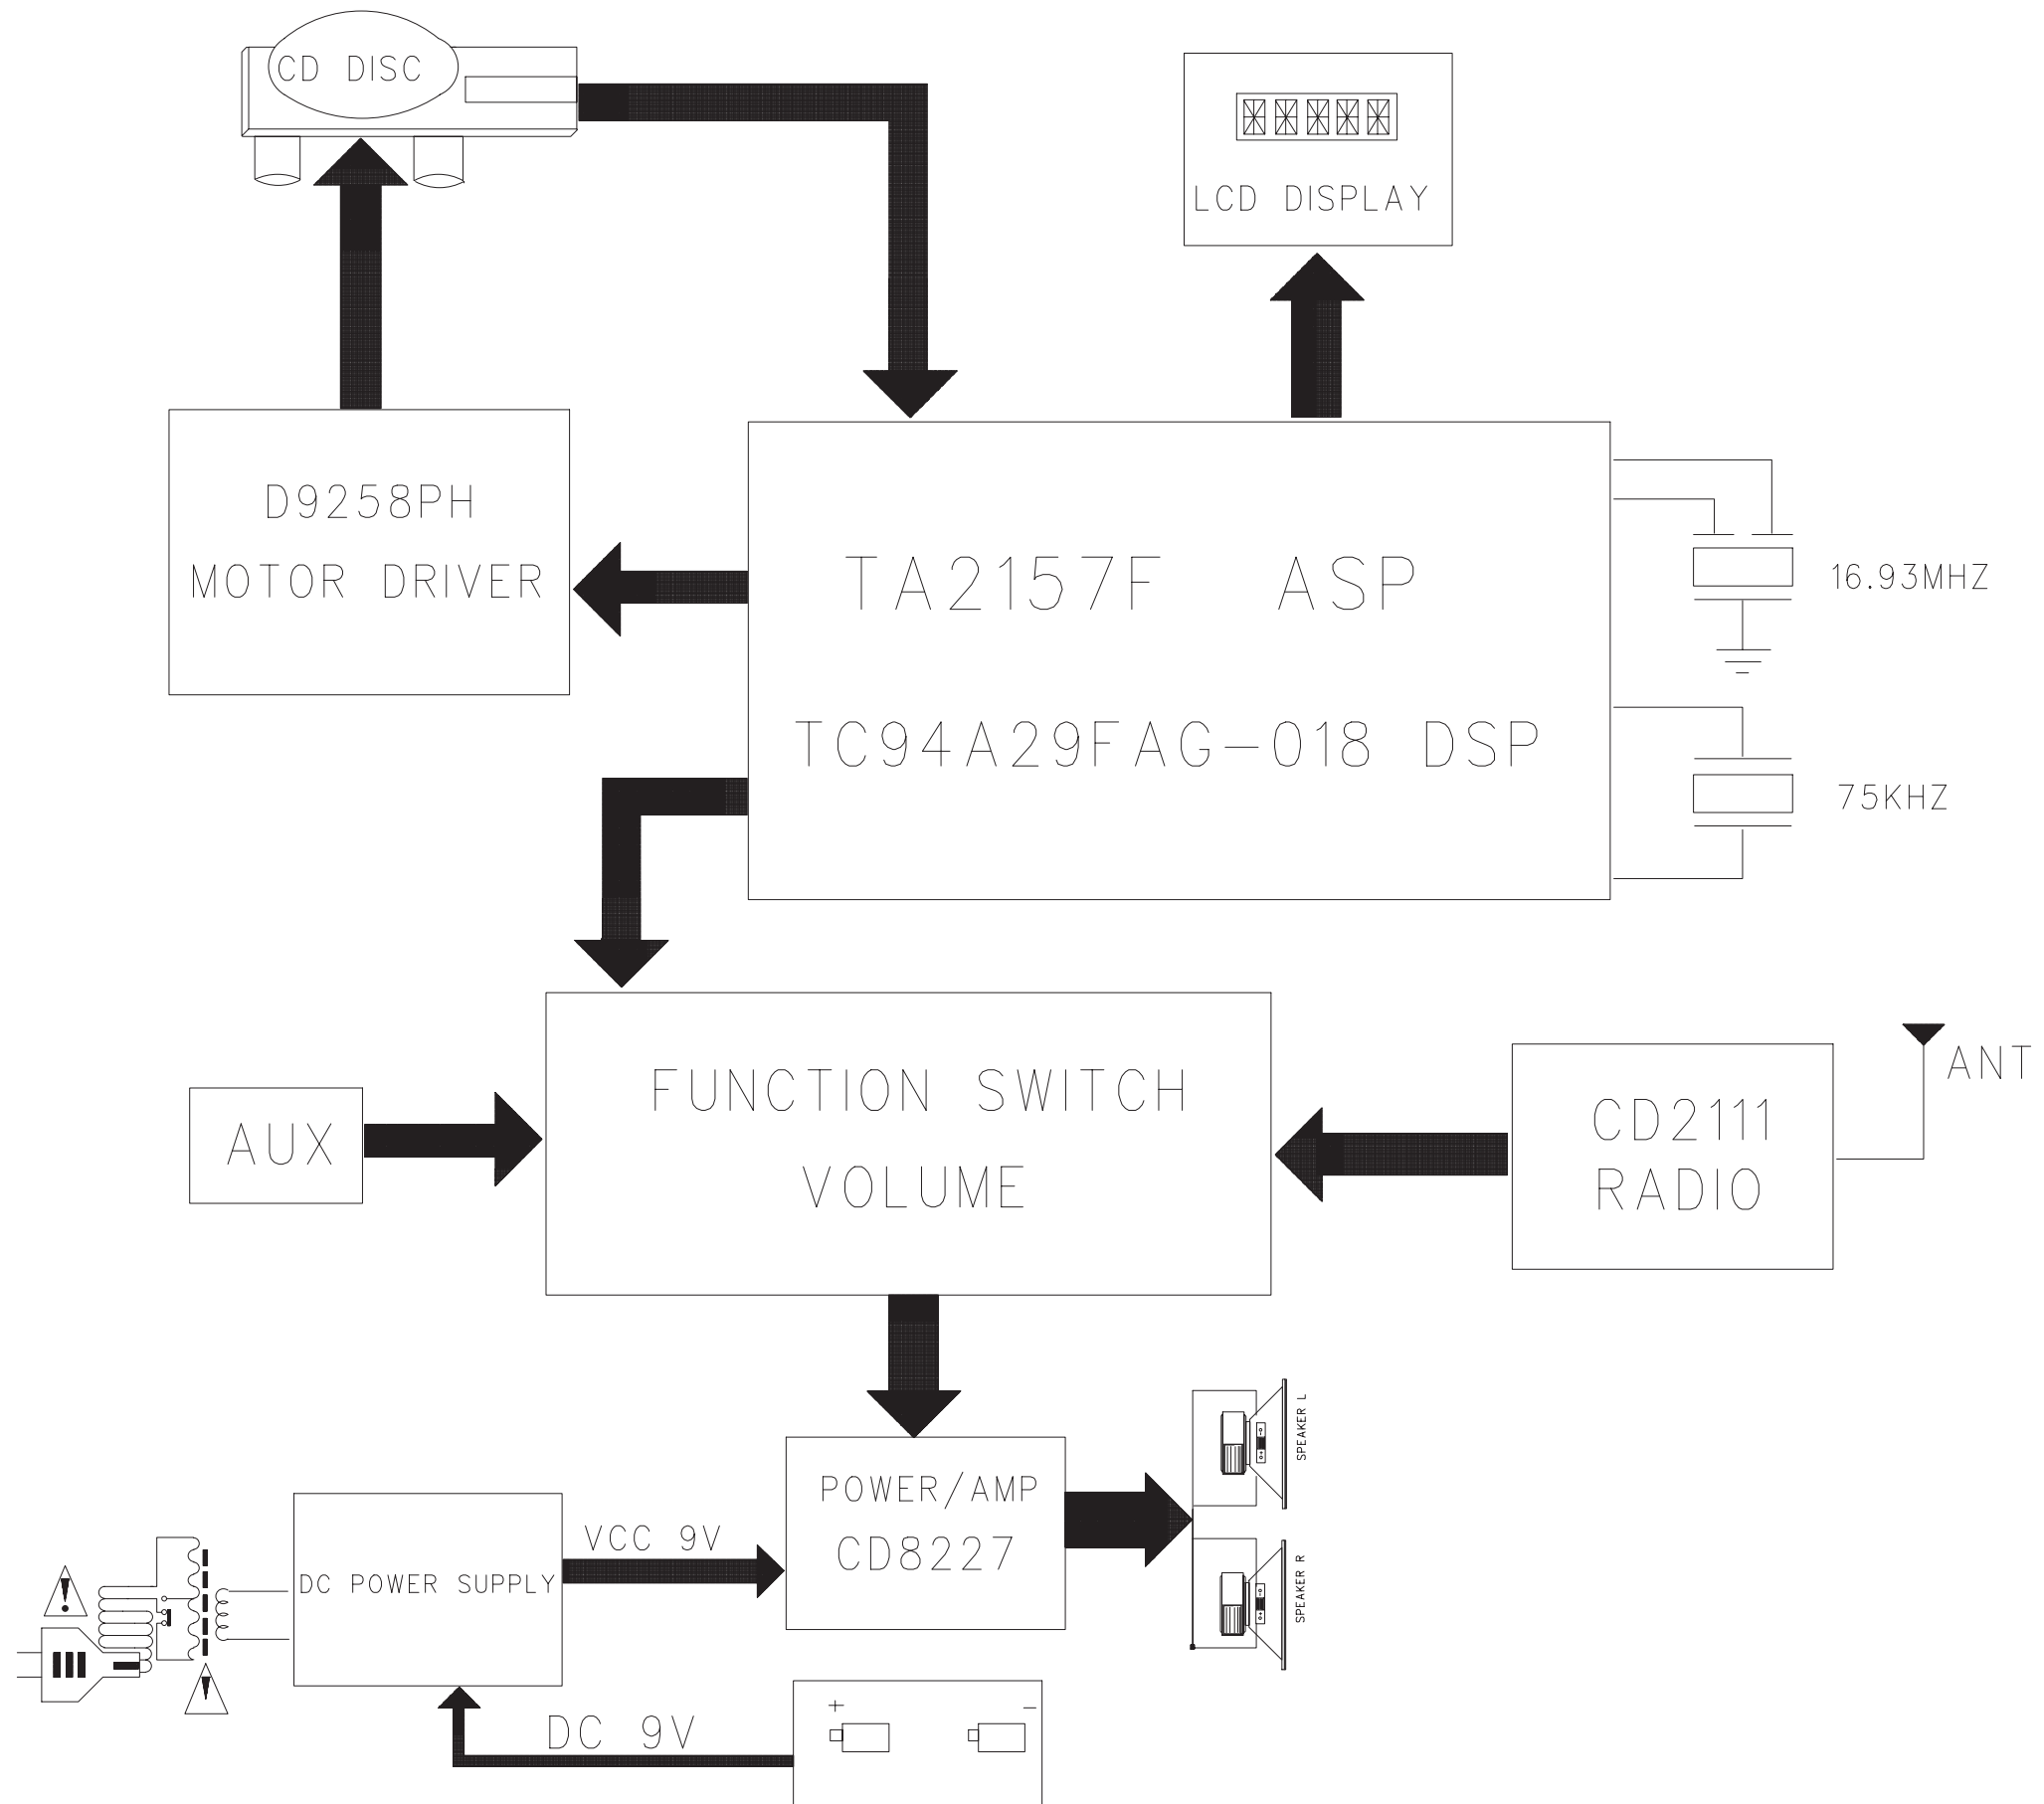 CD DISC
LCD DISPLAY
D9258PH
MOTOR DRIVER
TA2157F ASP
TC94A29FAG-018 DSP
16.93MHZ
75KHZ
FUNCTION SWITCH
VOLUME
AUX
CD2111
RADIO
ANT
POWER/AMP
CD8227
SPEAKER L
SPEAKER R
VCC 9V
DC POWER SUPPLY
DC 9V
+ -